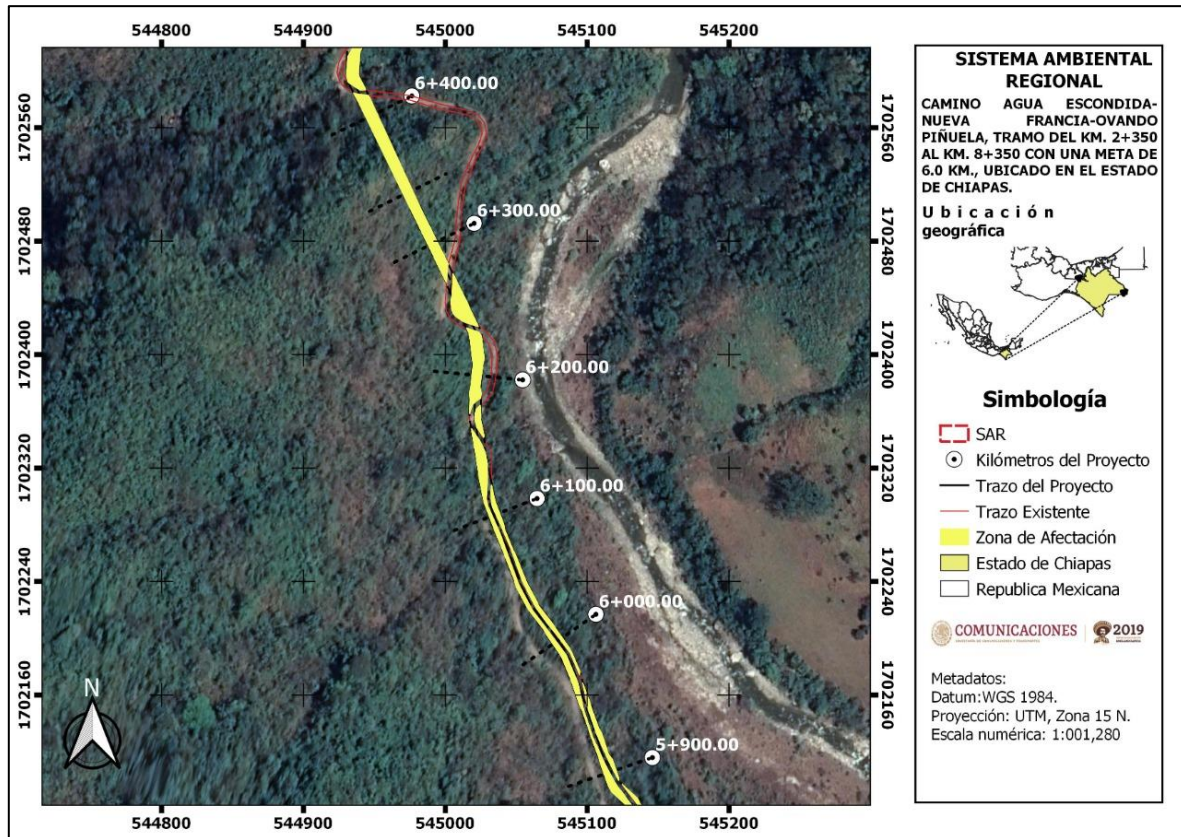 544800 544900 545000 545100 545200
1702560
1702480
1702400
1702320
1702240
1702160
6+400.00
6+300.00
6+200.00
6+100.00
6+000.00
5+900.00
N
1702560
1702480
1702400
1702320
1702240
1702160
544800 544900 545000 545100 545200
SISTEMA AMBIENTAL
REGIONAL
CAMINO AGUA ESCONDIDA-
NUEVA FRANCIA-OVANDO
PIÑUELA, TRAMO DEL KM. 2+350
AL KM. 8+350 CON UNA META DE
6.0 KM., UBICADO EN EL ESTADO
DE CHIAPAS.
Ubicación
geográfica
Simbología
SAR
Kilómetros del Proyecto
Trazo del Proyecto
Trazo Existente
Zona de Afectación
Estado de Chiapas
Republica Mexicana
COMUNICACIONES 2019
Metadatos:
Datum:WGS 1984.
Proyección: UTM, Zona 15 N.
Escala numérica: 1:001,280